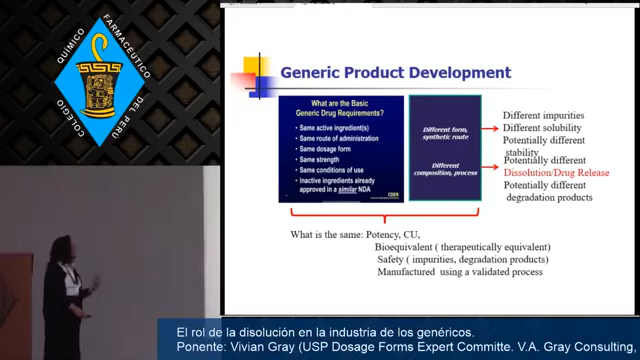 COLEGIO
QUÍMICO
FARMACÉUTICO
DEL PERÚ
Generic Product Development
What are the Basic
Generic Drug Requirements?
• Same active ingredient(s)
• Same route of administration
• Same dosage form
• Same strength
• Same conditions of use
• Inactive ingredients already
approved in a similar NDA
CDER
Different form,
synthetic route
Different
composition, process
Different impurities
Different solubility
Potentially different
stability
Potentially different
Dissolution/Drug Release
Potentially different
degradation products
What is the same: Potency, CU,
Bioequivalent ( therapeutically equivalent)
Safety ( impurities, degradation products)
Manufactured using a validated process
El rol de la disolución en la industria de los genéricos.
Ponente: Vivian Gray (USP Dosage Forms Expert Committe. V.A. Gray Consulting,